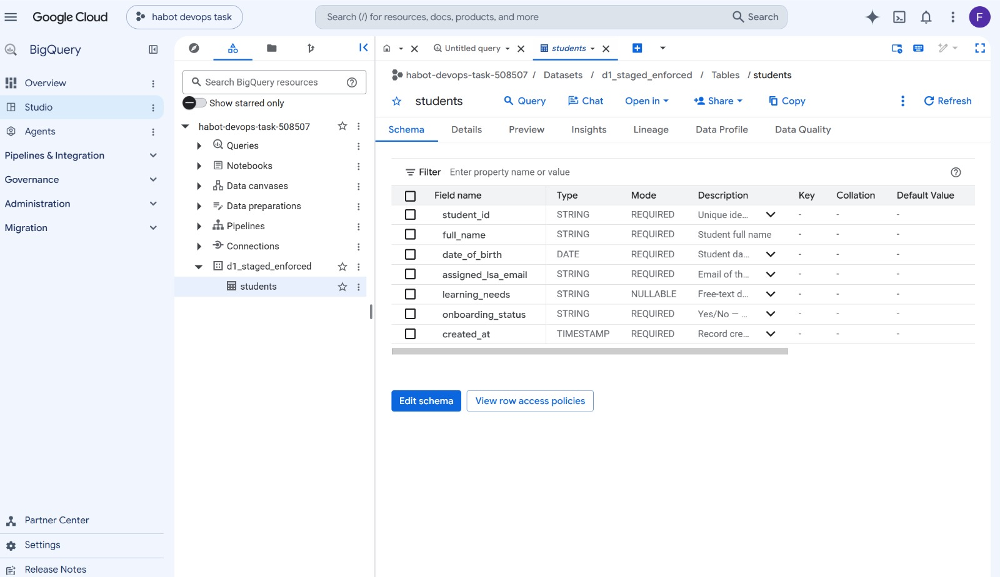 Google Cloud
habot devops task
Search (/) for resources, docs, products, and more
Search
F
BigQuery
Overview
Studio
Agents
Pipelines & Integration
Governance
Administration
Migration
Partner Center
Settings
Release Notes
Search BigQuery resources
Show starred only
habot-devops-task-508507
Queries
Notebooks
Data canvases
Data preparations
Pipelines
Connections
d1_staged_enforced
students
Untitled query
students
habot-devops-task-508507 / Datasets / d1_staged_enforced / Tables / students
students Query Chat Open in Share Copy Refresh
Schema Details Preview Insights Lineage Data Profile Data Quality
Filter Enter property name or value
Field name Type Mode Description Key Collation Default Value
student_id STRING REQUIRED Unique ide... - - -
full_name STRING REQUIRED Student full name - - -
date_of_birth DATE REQUIRED Student da... - - -
assigned_lsa_email STRING REQUIRED Email of th... - - -
learning_needs STRING NULLABLE Free-text d... - - -
onboarding_status STRING REQUIRED Yes/No — ... - - -
created_at TIMESTAMP REQUIRED Record cre... - - -
Edit schema View row access policies